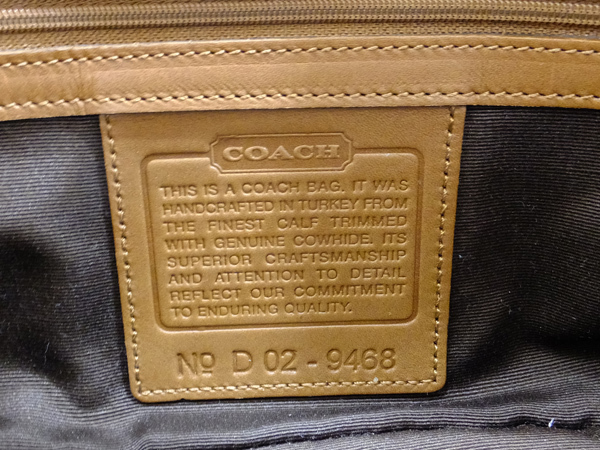 COACH
THIS IS A COACH BAG. IT WAS
HANDCRAFTED IN TURKEY FROM
THE FINEST CALF TRIMMED
WITH GENUINE COWHIDE. ITS
SUPERIOR CRAFTSMANSHIP
AND ATTENTION TO DETAIL
REFLECT OUR COMMITMENT
TO ENDURING QUALITY.
Nº D 02 - 9468